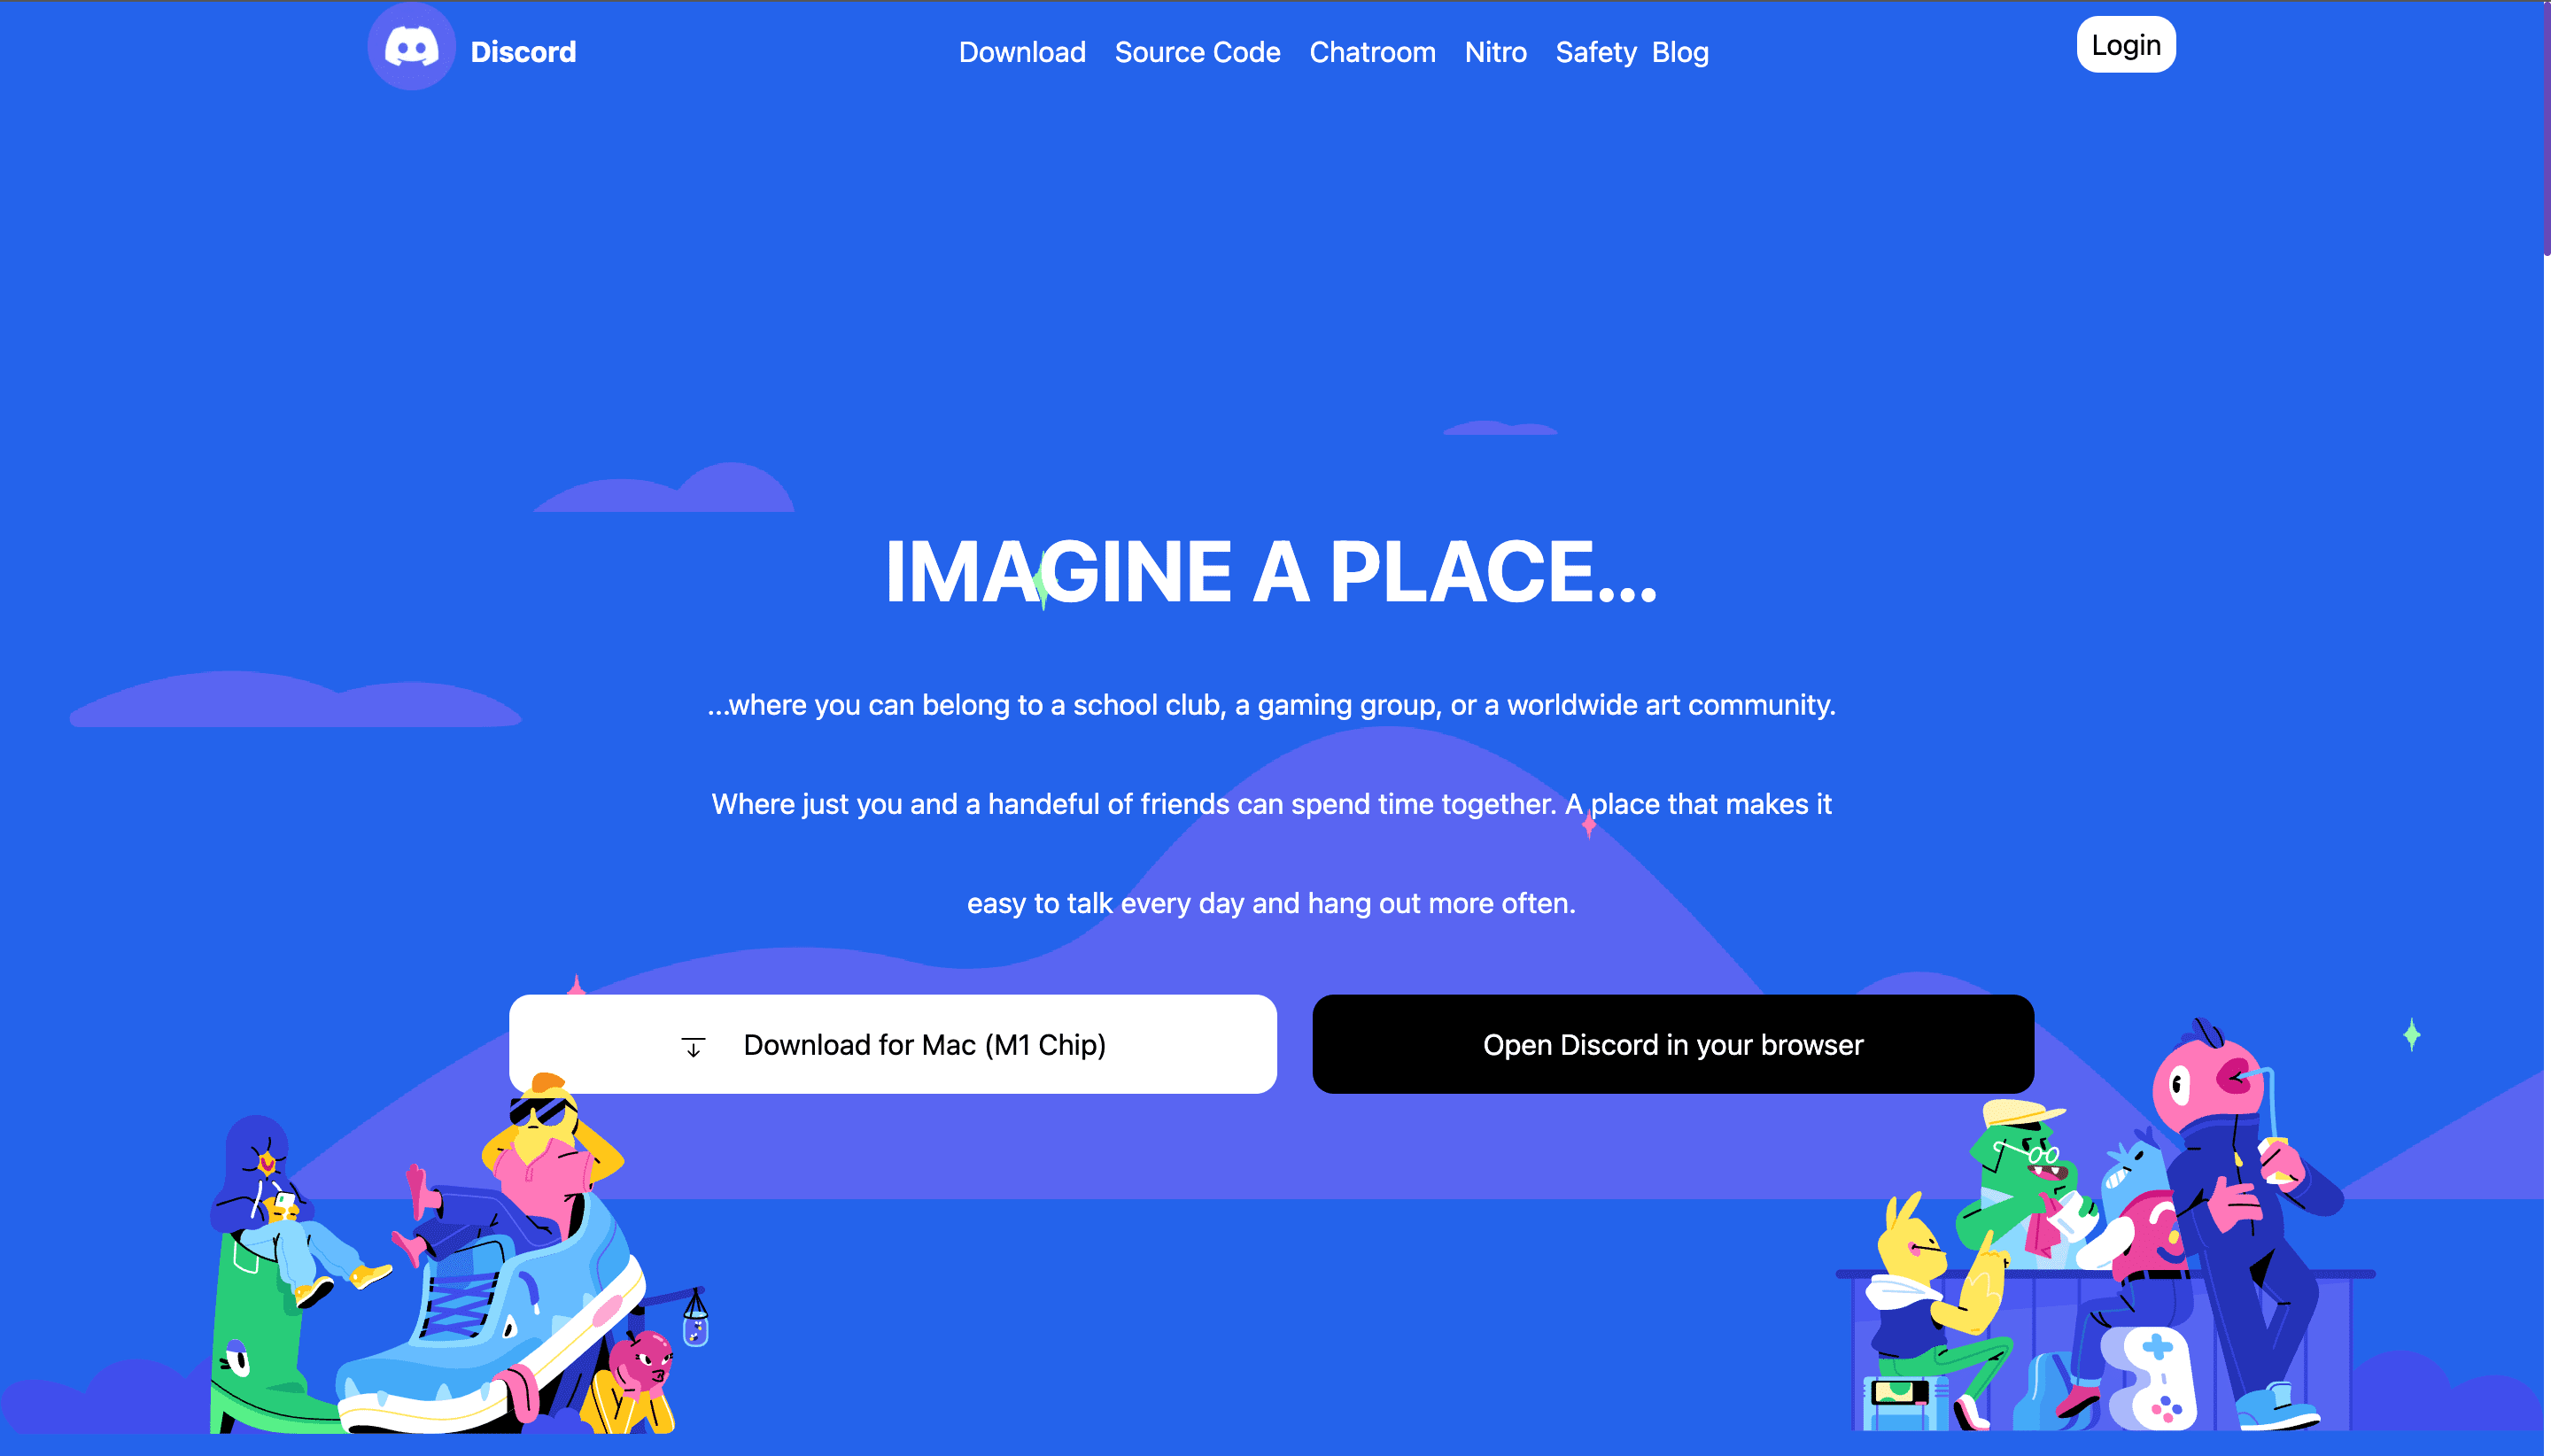 Discord
Download Source Code Chatroom Nitro Safety Blog
Login
IMAGINE A PLACE...
...where you can belong to a school club, a gaming group, or a worldwide art community.
Where just you and a handeful of friends can spend time together. A place that makes it
easy to talk every day and hang out more often.
Download for Mac (M1 Chip)
Open Discord in your browser